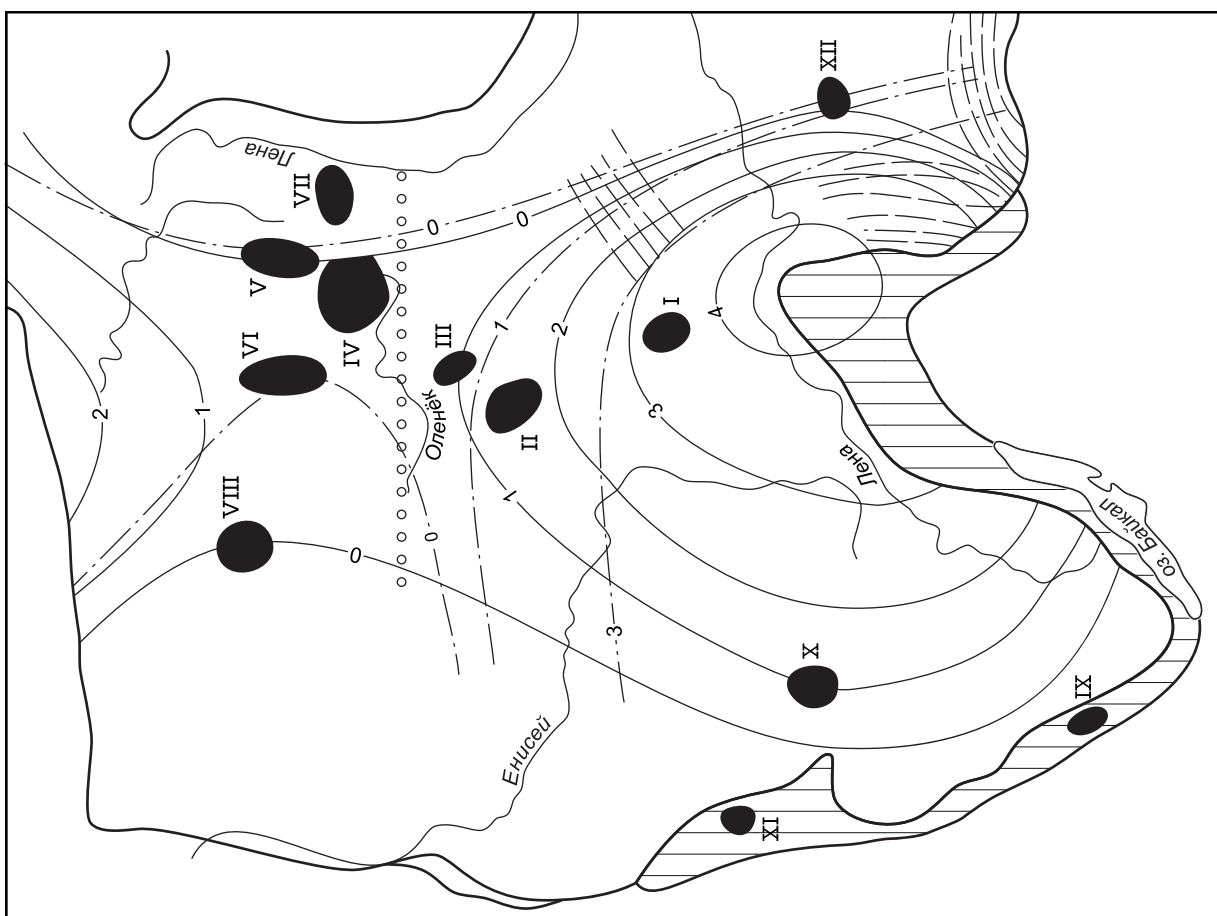 XII
Лена
VII
0
0
V
I
4
III
1
2
VI
IV
2
1
Оленёк
3
II
Лена
VIII
1
оз. Байкал
0
0
3
X
IX
Енисей
XI